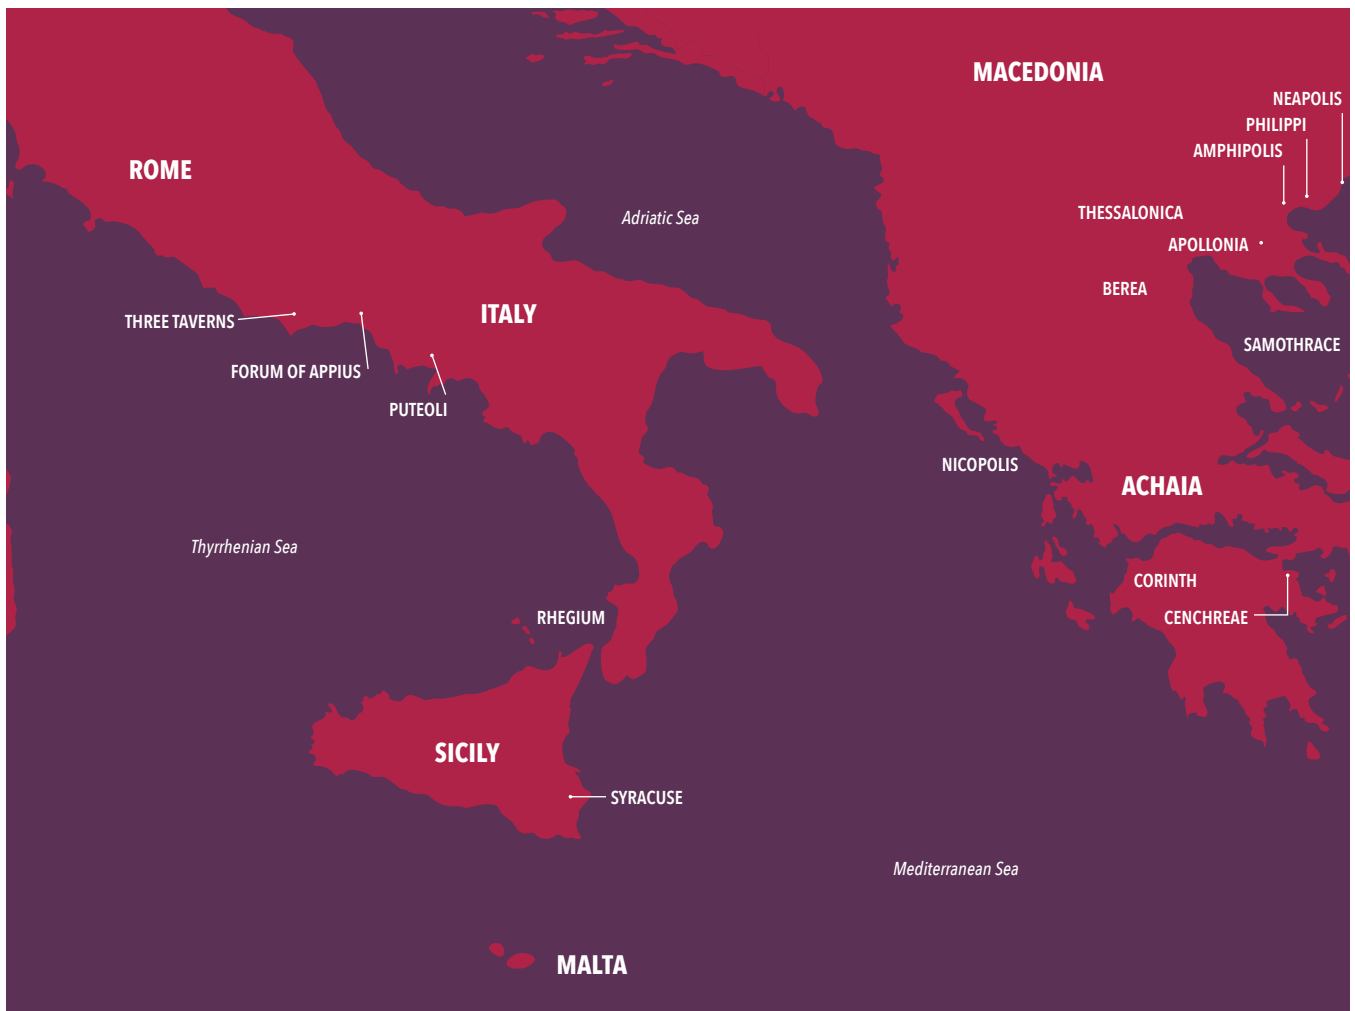 MACEDONIA
NEAPOLIS
PHILIPPI
AMPHIPOLIS
ROME
THESSALONICA
Adriatic Sea
APOLLONIA
BEREA
ITALY
THREE TAVERNS
SAMOTHRACE
FORUM OF APPIUS
PUTEOLI
NICOPOLIS
ACHAIA
Thyrrhenian Sea
CORINTH
RHEGIUM
CENCHREAE
SICILY
SYRACUSE
Mediterranean Sea
MALTA